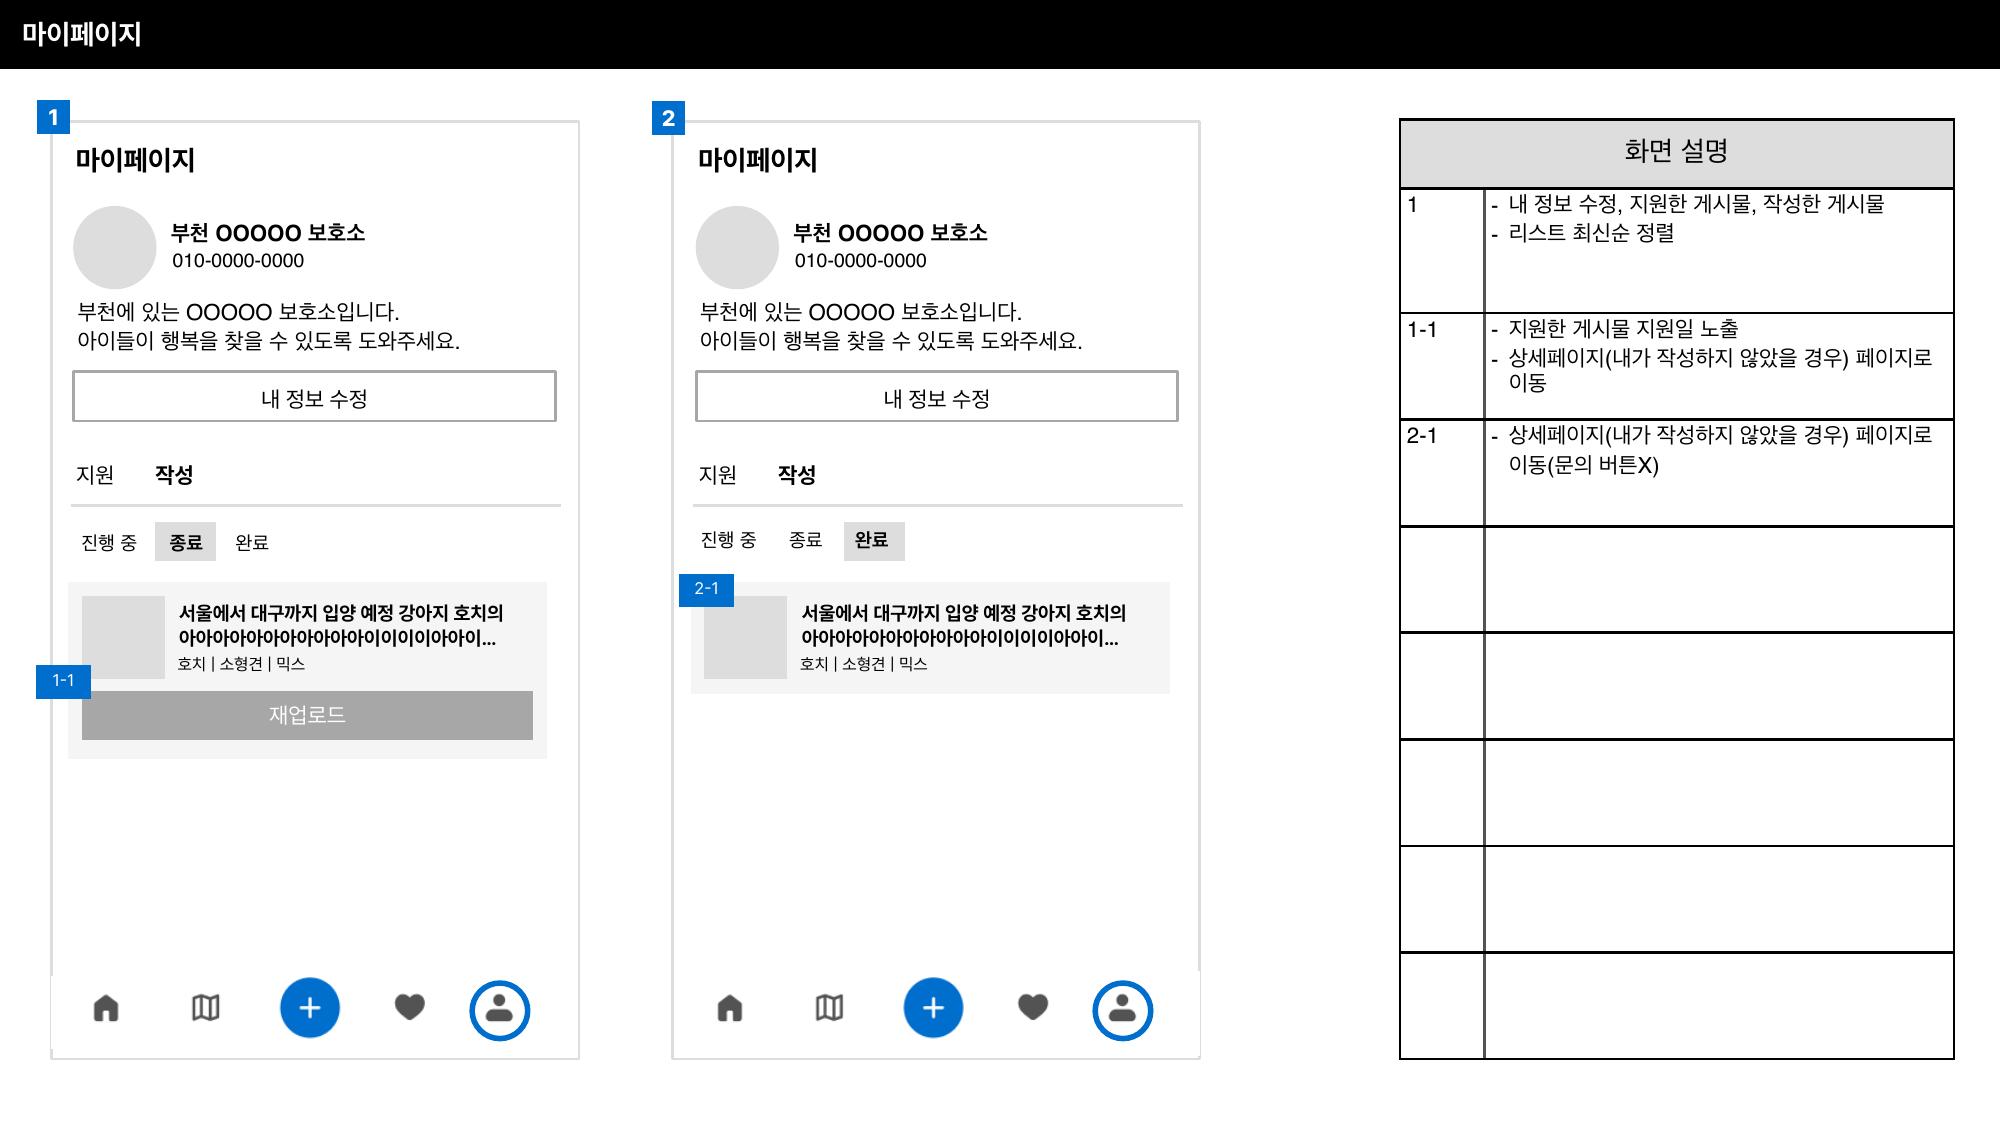 마이페이지
1
마이페이지
부천 OOOOO 보호소
010-0000-0000
부천에 있는 OOOOO 보호소입니다.
아이들이 행복을 찾을 수 있도록 도와주세요.
내 정보 수정
지원 작성
진행 중 종료 완료
서울에서 대구까지 입양 예정 강아지 호치의
아아아아아아아아아아아이이이이아아이...
호치 | 소형견 | 믹스
1-1
재업로드
2
마이페이지
부천 OOOOO 보호소
010-0000-0000
부천에 있는 OOOOO 보호소입니다.
아이들이 행복을 찾을 수 있도록 도와주세요.
내 정보 수정
지원 작성
진행 중 종료 완료
2-1
서울에서 대구까지 입양 예정 강아지 호치의
아아아아아아아아아아아이이이이아아이...
호치 | 소형견 | 믹스
화면 설명
1 - 내 정보 수정, 지원한 게시물, 작성한 게시물
- 리스트 최신순 정렬
1-1 - 지원한 게시물 지원일 노출
- 상세페이지(내가 작성하지 않았을 경우) 페이지로
이동
2-1 - 상세페이지(내가 작성하지 않았을 경우) 페이지로
이동(문의 버튼X)